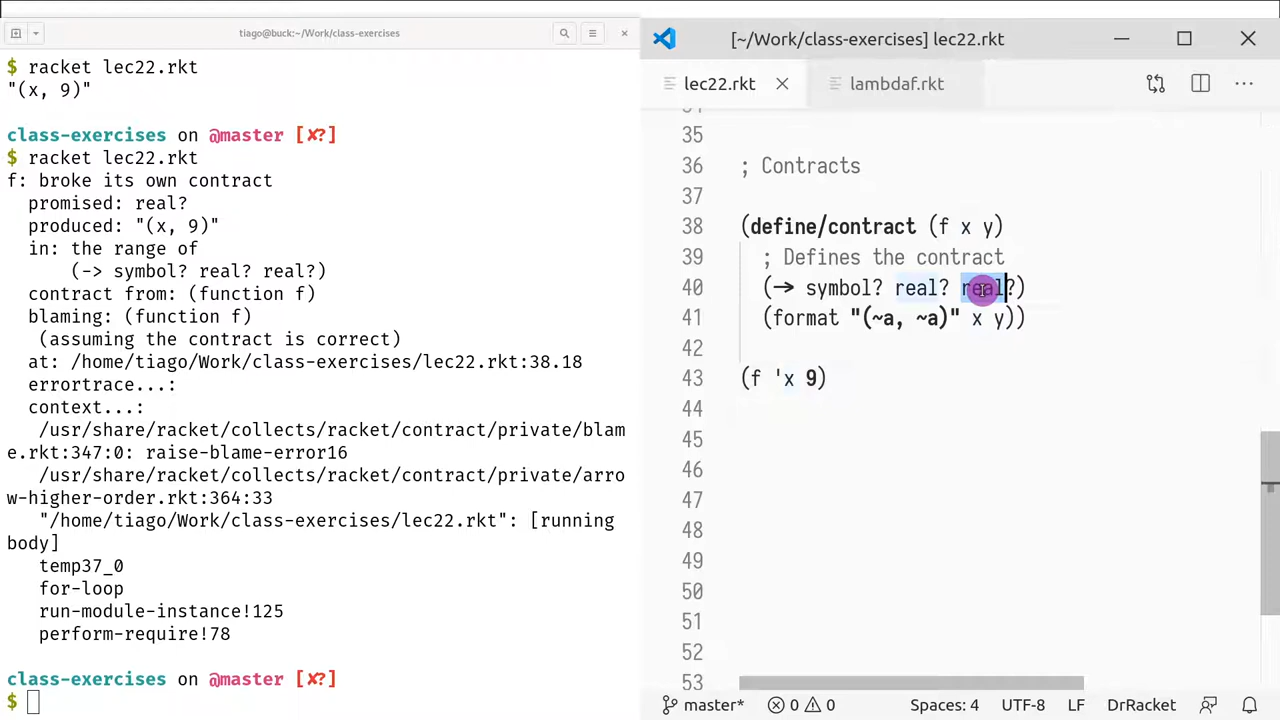 tiago@buck:~/Work/class-exercises
$ racket lec22.rkt
"(x, 9)"
class-exercises on @master [✘?]
$ racket lec22.rkt
f: broke its own contract
  promised: real?
  produced: "(x, 9)"
  in: the range of
      (-> symbol? real? real?)
  contract from: (function f)
  blaming: (function f)
   (assuming the contract is correct)
  at: /home/tiago/Work/class-exercises/lec22.rkt:38.18
  errortrace...:
  context...:
   /usr/share/racket/collects/racket/contract/private/blam
e.rkt:347:0: raise-blame-error16
   /usr/share/racket/collects/racket/contract/private/arro
w-higher-order.rkt:364:33
   "/home/tiago/Work/class-exercises/lec22.rkt": [running
body]
   temp37_0
   for-loop
   run-module-instance!125
   perform-require!78
class-exercises on @master [✘?]
$
[~/Work/class-exercises] lec22.rkt
lec22.rkt lambdaf.rkt
35
36 ; Contracts
37
38 (define/contract (f x y)
39   ; Defines the contract
40   (→ symbol? real? real?)
41   (format "(~a, ~a)" x y))
42
43 (f 'x 9)
44
45
46
47
48
49
50
51
52
53
master* 0 0 Spaces: 4 UTF-8 LF DrRacket